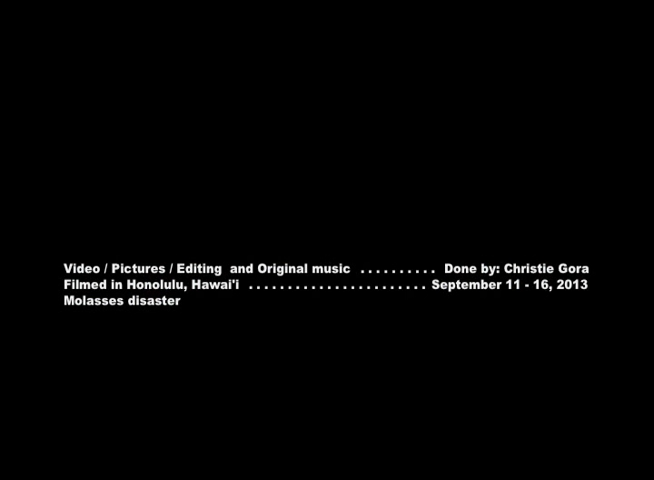 Video / Pictures / Editing  and Original music  . . . . . . . . . .  Done by: Christie Gora
Filmed in Honolulu, Hawai'i  . . . . . . . . . . . . . . . . . . . . . . .  September 11 - 16, 2013
Molasses disaster